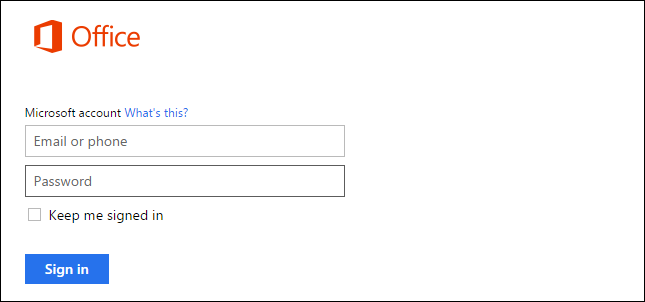 Office
Microsoft account What's this?
Email or phone
Password
Keep me signed in
Sign in